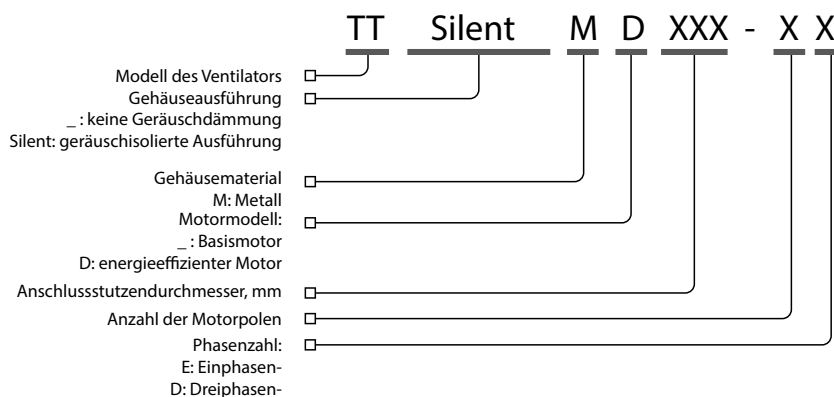 TT Silent M D XXX - X X
Modell des Ventilators
Gehäuseausführung
_ : keine Geräuschdämmung
Silent: geräuschisolierte Ausführung
Gehäusematerial
M: Metall
Motormodell:
_ : Basismotor
D: energieeffizienter Motor
Anschlussstutzendurchmesser, mm
Anzahl der Motorpolen
Phasenzahl:
E: Einphasen-
D: Dreiphasen-